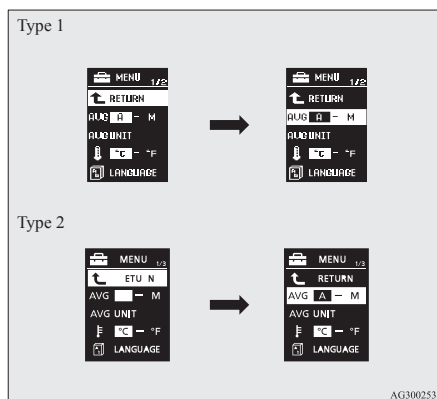 Type 1
MENU 1/2
RETURN
AVG A - M
AVG UNIT
°C - °F
LANGUAGE
MENU 1/2
RETURN
AVG A - M
AVG UNIT
°C - °F
LANGUAGE
Type 2
MENU 1/3
ETU N
AVG - M
AVG UNIT
°C - °F
LANGUAGE
MENU 1/3
RETURN
AVG A - M
AVG UNIT
°C - °F
LANGUAGE
AG300253